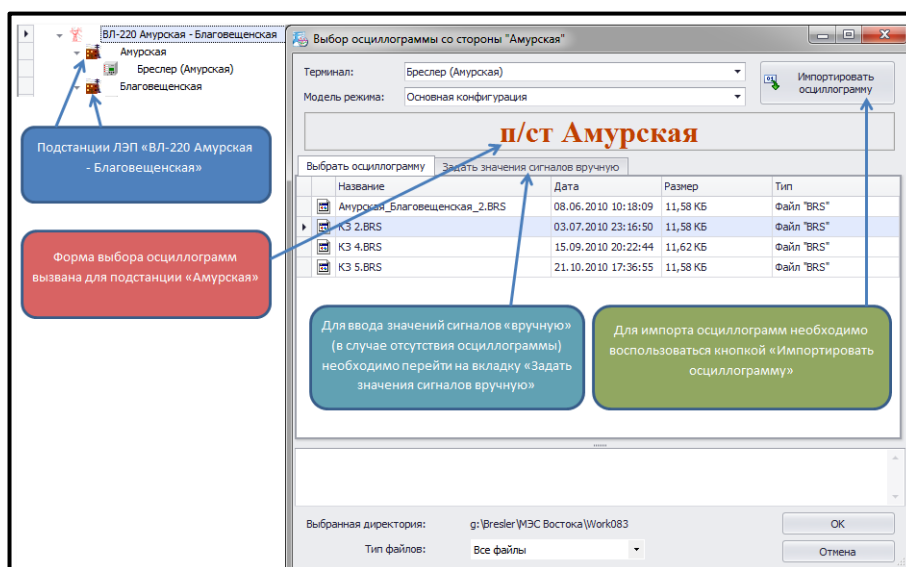 ВЛ-220 Амурская - Благовещенская
Амурская
Бреслер (Амурская)
Благовещенская
Подстанции ЛЭП «ВЛ-220 Амурская
- Благовещенская»
Форма выбора осциллограмм
вызвана для подстанции «Амурская»
Выбор осциллограммы со стороны "Амурская"
Терминал: Бреслер (Амурская)
Модель режима: Основная конфигурация
Импортировать
осциллограмму
п/ст Амурская
Выбрать осциллограмму Задать значения сигналов вручную
Название Дата Размер Тип
Амурская_Благовещенская_2.BRS 08.06.2010 10:18:09 11,58 КБ Файл "BRS"
КЗ 2.BRS 03.07.2010 23:16:50 11,58 КБ Файл "BRS"
КЗ 4.BRS 15.09.2010 20:22:44 11,62 КБ Файл "BRS"
КЗ 5.BRS 21.10.2010 17:36:55 11,58 КБ Файл "BRS"
Для ввода значений сигналов «вручную»
(в случае отсутствия осциллограммы)
необходимо перейти на вкладку «Задать
значения сигналов вручную»
Для импорта осциллограмм необходимо
воспользоваться кнопкой «Импортировать
осциллограмму»
Выбранная директория: g:\Bresler\МЭС Востока\Work083
Тип файлов: Все файлы
ОК
Отмена